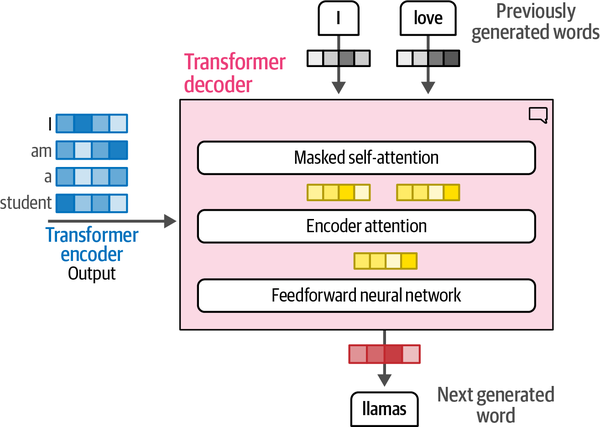 I
love
Previously
generated words
Transformer
decoder
I
am
a
student
Transformer
encoder
Output
Masked self-attention
Encoder attention
Feedforward neural network
llamas
Next generated
word